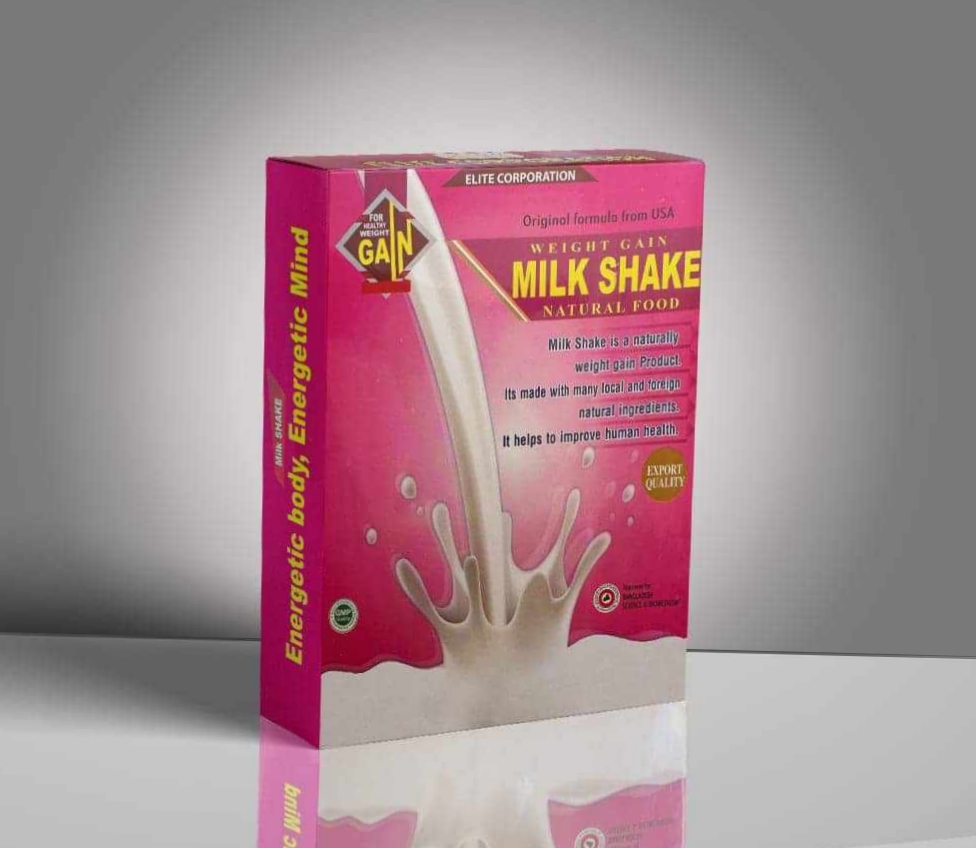 ELITE CORPORATION
FOR
HEALTHY
WEIGHT
GAIN
Original formula from USA
WEIGHT GAIN
MILK SHAKE
NATURAL FOOD
Milk Shake is a naturally
weight gain Product.
Its made with many local and foreign
natural ingredients.
It helps to improve human health.
EXPORT
QUALITY
GMP
BANGLADESH
Energetic body, Energetic Mind
Milk SHAKE